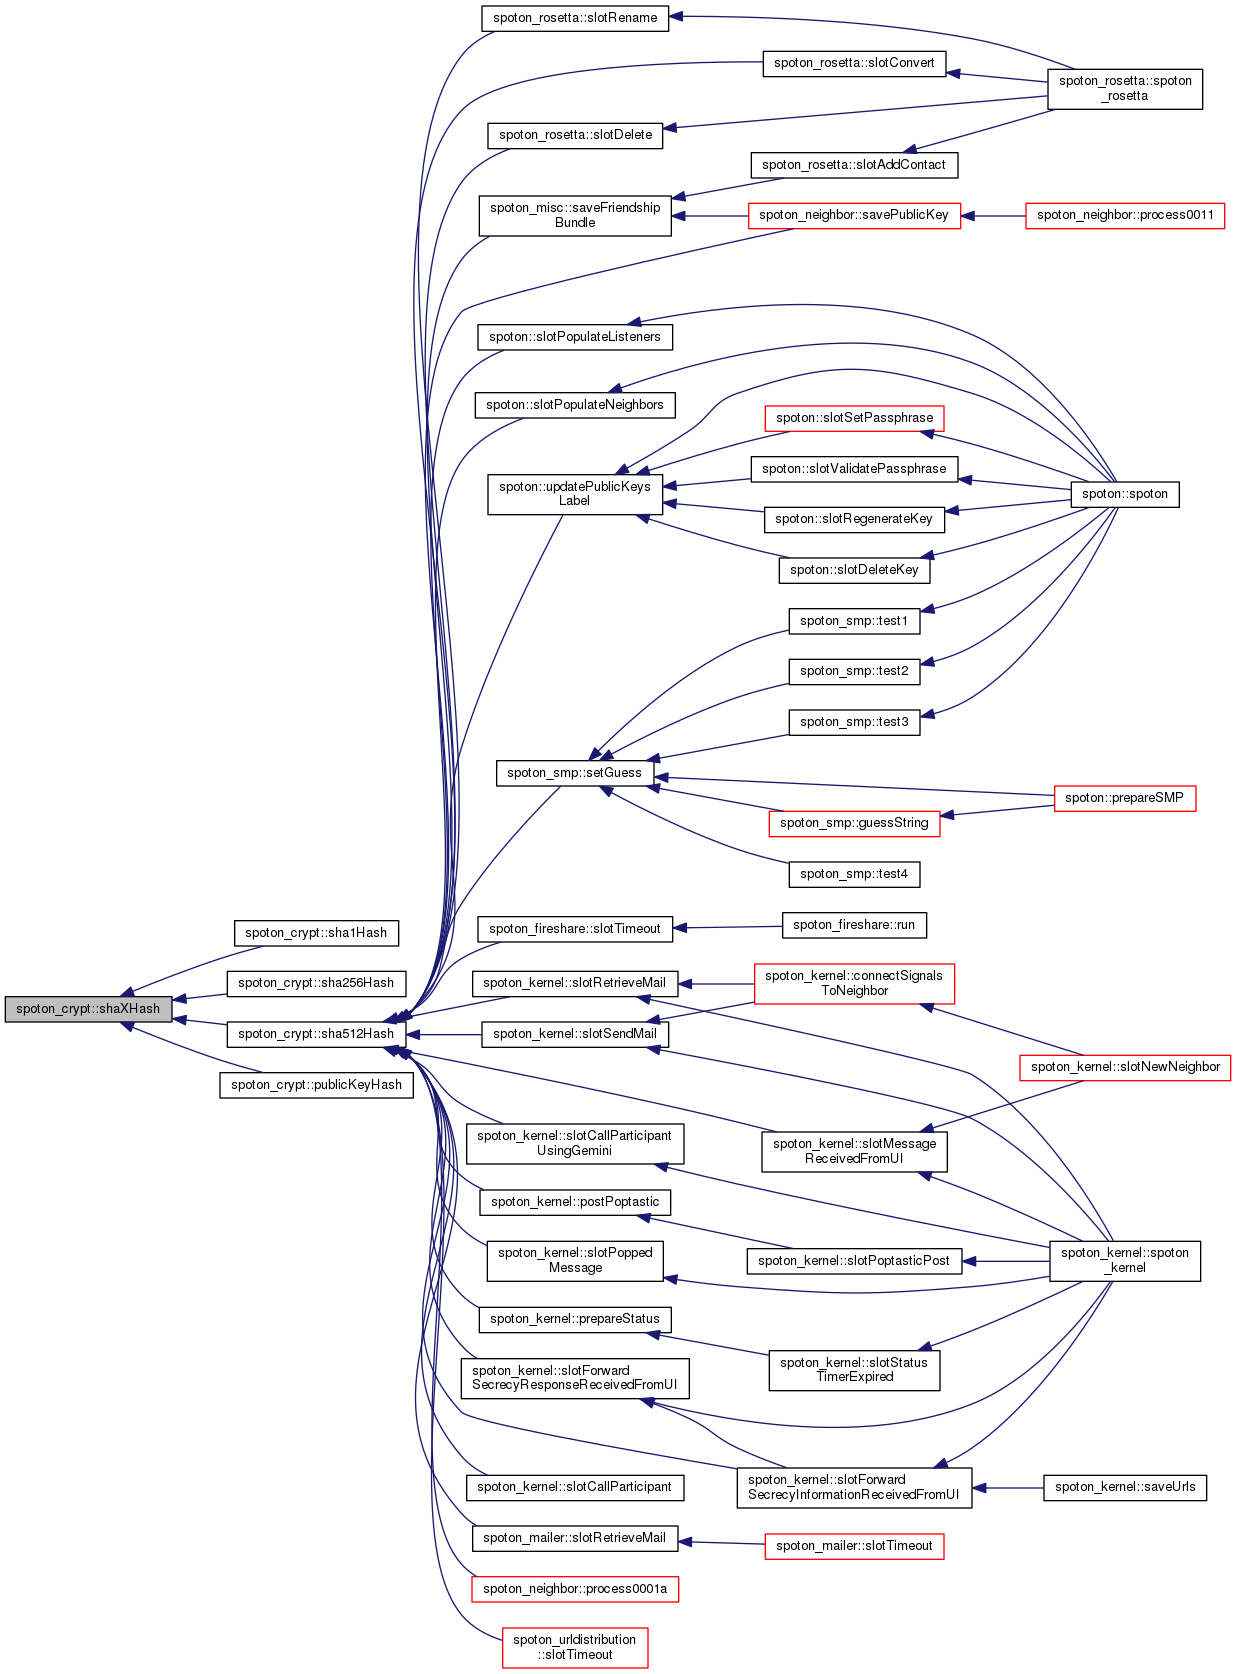 spoton_rosetta::slotRename
spoton_rosetta::slotConvert
spoton_rosetta::spoton
_rosetta
spoton_rosetta::slotDelete
spoton_rosetta::slotAddContact
spoton_misc::saveFriendship
Bundle
spoton_neighbor::savePublicKey
spoton_neighbor::process0011
spoton::slotPopulateListeners
spoton::slotPopulateNeighbors
spoton::slotSetPassphrase
spoton::updatePublicKeys
Label
spoton::slotValidatePassphrase
spoton::spoton
spoton::slotRegenerateKey
spoton::slotDeleteKey
spoton_smp::test1
spoton_smp::test2
spoton_smp::test3
spoton_smp::setGuess
spoton::prepareSMP
spoton_smp::guessString
spoton_smp::test4
spoton_crypt::sha1Hash
spoton_fireshare::slotTimeout
spoton_fireshare::run
spoton_crypt::sha256Hash
spoton_kernel::slotRetrieveMail
spoton_kernel::connectSignals
ToNeighbor
spoton_crypt::shaXHash
spoton_crypt::sha512Hash
spoton_kernel::slotSendMail
spoton_kernel::slotNewNeighbor
spoton_crypt::publicKeyHash
spoton_kernel::slotCallParticipant
UsingGemini
spoton_kernel::slotMessage
ReceivedFromUI
spoton_kernel::postPoptastic
spoton_kernel::slotPopped
Message
spoton_kernel::slotPoptasticPost
spoton_kernel::spoton
_kernel
spoton_kernel::prepareStatus
spoton_kernel::slotStatus
TimerExpired
spoton_kernel::slotForward
SecrecyResponseReceivedFromUI
spoton_kernel::slotCallParticipant
spoton_kernel::slotForward
SecrecyInformationReceivedFromUI
spoton_kernel::saveUrls
spoton_mailer::slotRetrieveMail
spoton_mailer::slotTimeout
spoton_neighbor::process0001a
spoton_urldistribution
::slotTimeout